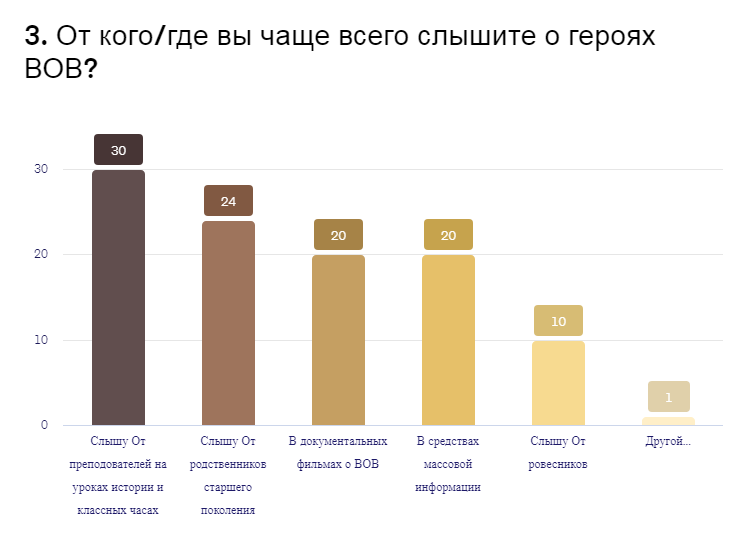 3. От кого/где вы чаще всего слышите о героях
ВОВ?
30
24
20
20
10
1
30
20
10
0
Слышу От
преподователей на
уроках истории и
классных часах
Слышу От
родственников
старшего
поколения
В документальных
фильмах о ВОВ
В средствах
массовой
информации
Слышу От
ровесников
Другой...